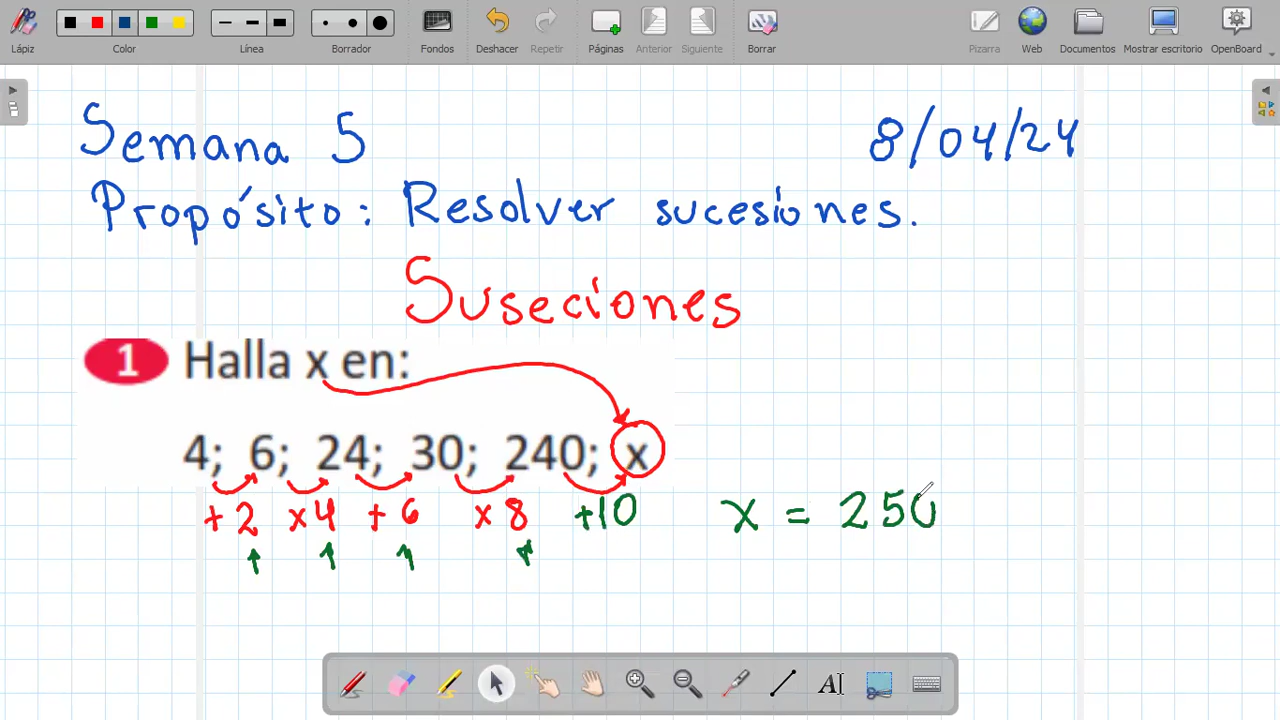 Lápiz Color Línea Borrador Fondos Deshacer Repetir Páginas Anterior Siguiente Borrar Pizarra Web Documentos Mostrar escritorio OpenBoard
Semana 5 8/04/24
Propósito: Resolver sucesiones.
Suseciones
1 Halla x en:
4; 6; 24; 30; 240; x
+2 x4 +6 x8 +10 x = 250
AI